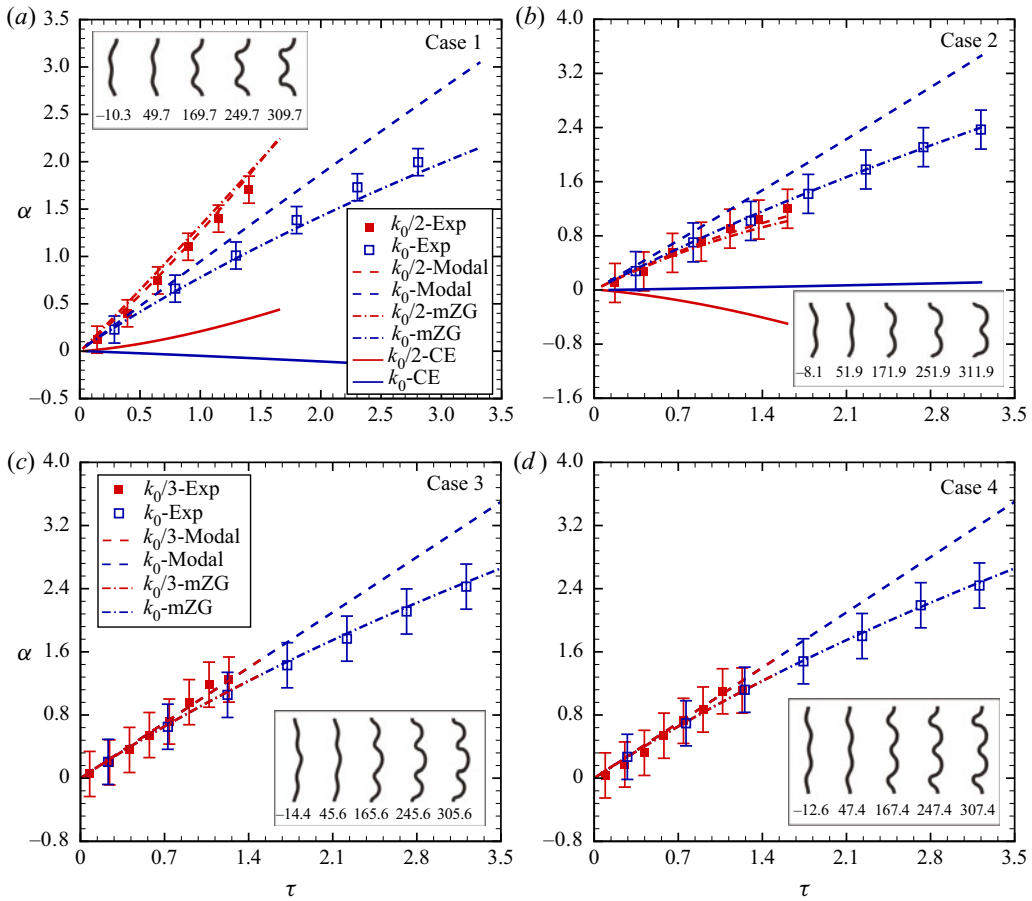 (a)
Case 1
3.5
3.0
2.5
2.0
1.5
1.0
0.5
0
−0.5
α
−10.3 49.7 169.7 249.7 309.7
k0/2-Exp
k0-Exp
k0/2-Modal
k0-Modal
k0/2-mZG
k0-mZG
k0/2-CE
k0-CE
0 0.5 1.0 1.5 2.0 2.5 3.0 3.5
(b)
Case 2
4.0
3.2
2.4
1.6
0.8
0
−0.8
−1.6
−8.1 51.9 171.9 251.9 311.9
0 0.7 1.4 2.1 2.8 3.5
(c)
Case 3
4.0
3.2
2.4
1.6
0.8
0
−0.8
α
k0/3-Exp
k0-Exp
k0/3-Modal
k0-Modal
k0/3-mZG
k0-mZG
−14.4 45.6 165.6 245.6 305.6
0 0.7 1.4 2.1 2.8 3.5
τ
(d)
Case 4
4.0
3.2
2.4
1.6
0.8
0
−0.8
−12.6 47.4 167.4 247.4 307.4
0 0.7 1.4 2.1 2.8 3.5
τ